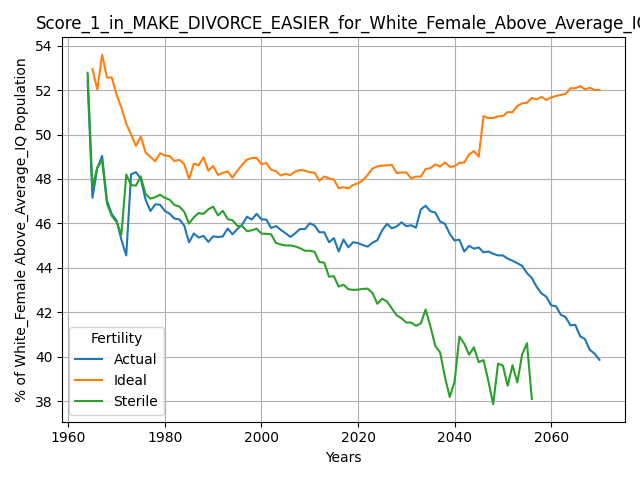 Score_1_in_MAKE_DIVORCE_EASIER_for_White_Female_Above_Average_IQ
% of White_Female Above_Average_IQ Population
54
52
50
48
46
44
42
40
38
Fertility
Actual
Ideal
Sterile
1960 1980 2000 2020 2040 2060
Years